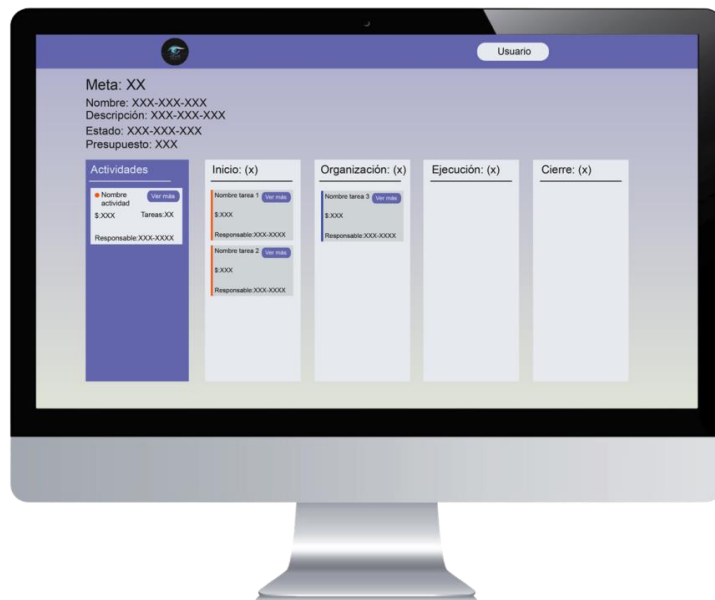 Usuario
Meta: XX
Nombre: XXX-XXX-XXX
Descripción: XXX-XXX-XXX
Estado: XXX-XXX-XXX
Presupuesto: XXX
Actividades
Nombre
actividad
Ver más
$:XXX Tareas:XX
Responsable:XXX-XXXX
Inicio: (x)
Nombre tarea 1 Ver más
$:XXX
Responsable:XXX-XXXX
Nombre tarea 2 Ver más
$:XXX
Responsable:XXX-XXXX
Organización: (x)
Nombre tarea 3 Ver más
$:XXX
Responsable:XXX-XXXX
Ejecución: (x)
Cierre: (x)